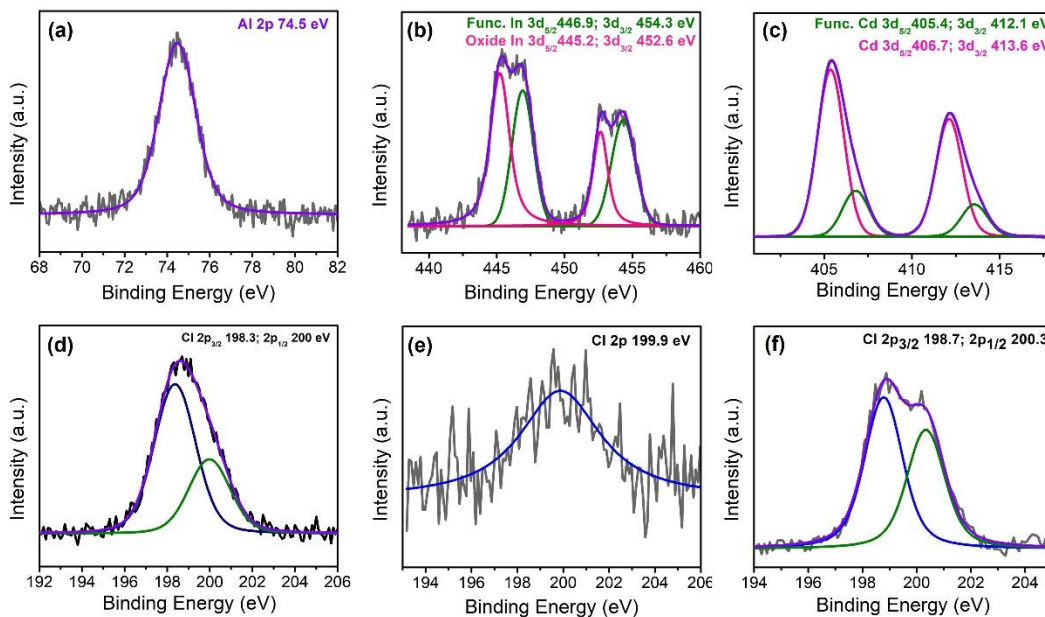 (a)
Al 2p 74.5 eV
Intensity (a.u.)
68 70 72 74 76 78 80 82
Binding Energy (eV)
(b)
Func. In 3d5/2 446.9; 3d3/2 454.3 eV
Oxide In 3d5/2 445.2; 3d3/2 452.6 eV
Intensity (a.u.)
440 445 450 455 460
Binding Energy (eV)
(c)
Func. Cd 3d5/2 405.4; 3d3/2 412.1 eV
Cd 3d5/2 406.7; 3d3/2 413.6 eV
Intensity (a.u.)
405 410 415
Binding Energy (eV)
(d)
Cl 2p3/2 198.3; 2p1/2 200 eV
Intensity (a.u.)
192 194 196 198 200 202 204 206
Binding Energy (eV)
(e)
Cl 2p 199.9 eV
Intensity (a.u.)
194 196 198 200 202 204 206
Binding Energy (eV)
(f)
Cl 2p3/2 198.7; 2p1/2 200.3
Intensity (a.u.)
194 196 198 200 202 204
Binding Energy (eV)